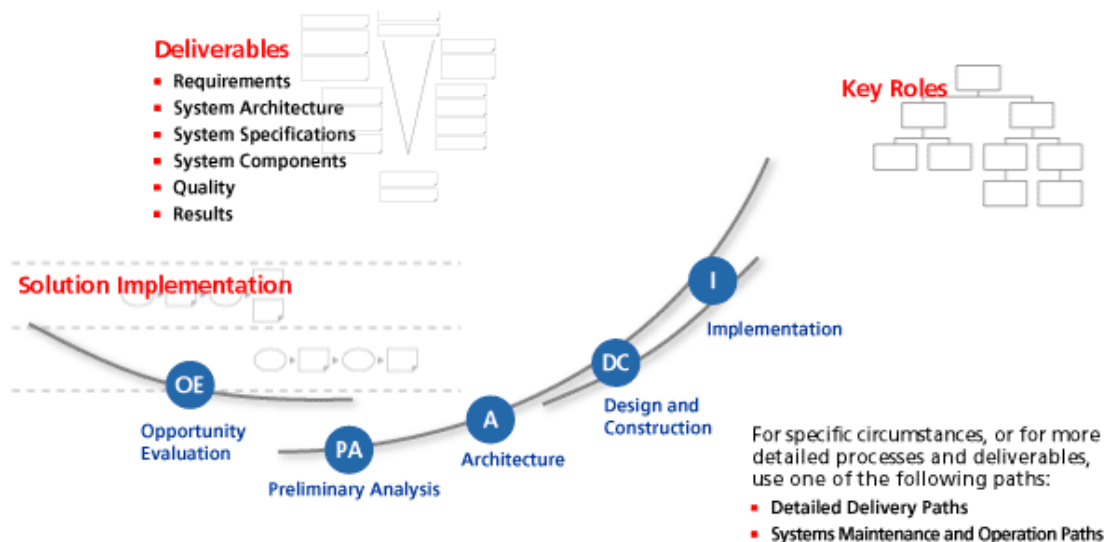 Deliverables
Requirements
System Architecture
System Specifications
System Components
Quality
Results
Key Roles
Solution Implementation
OE
Opportunity
Evaluation
PA
Preliminary Analysis
A
Architecture
DC
Design and
Construction
I
Implementation
For specific circumstances, or for more
detailed processes and deliverables,
use one of the following paths:
Detailed Delivery Paths
Systems Maintenance and Operation Paths